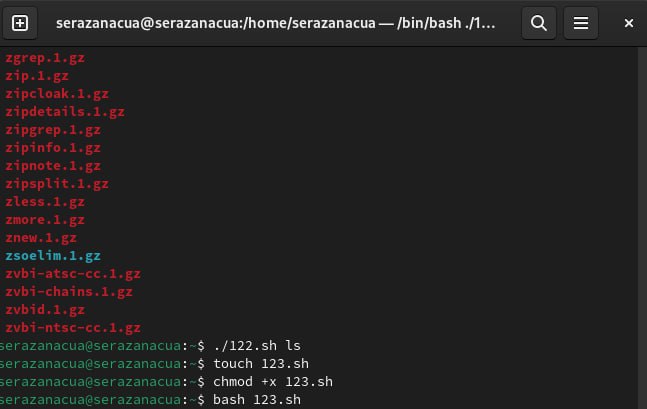 serazanacua@serazanacua:/home/serazanacua — /bin/bash ./1...
zgrep.1.gz
zip.1.gz
zipcloak.1.gz
zipdetails.1.gz
zipgrep.1.gz
zipinfo.1.gz
zipnote.1.gz
zipsplit.1.gz
zless.1.gz
zmore.1.gz
znew.1.gz
zsoelim.1.gz
zvbi-atsc-cc.1.gz
zvbi-chains.1.gz
zvbid.1.gz
zvbi-ntsc-cc.1.gz
serazanacua@serazanacua:~$ ./122.sh ls
serazanacua@serazanacua:~$ touch 123.sh
serazanacua@serazanacua:~$ chmod +x 123.sh
serazanacua@serazanacua:~$ bash 123.sh